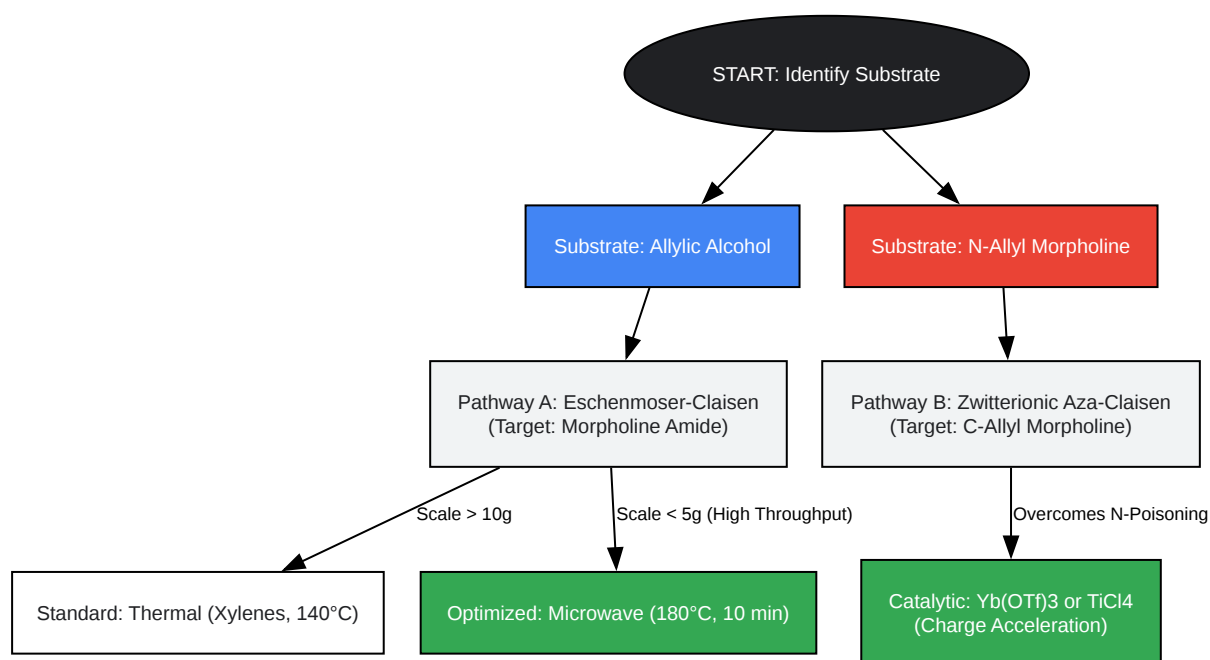 START: Identify Substrate
Substrate: Allylic Alcohol
Substrate: N-Allyl Morpholine
Pathway A: Eschenmoser-Claisen
(Target: Morpholine Amide)
Pathway B: Zwitterionic Aza-Claisen
(Target: C-Allyl Morpholine)
Scale > 10g
Scale < 5g (High Throughput)
Overcomes N-Poisoning
Standard: Thermal (Xylenes, 140°C)
Optimized: Microwave (180°C, 10 min)
Catalytic: Yb(OTf)3 or TiCl4
(Charge Acceleration)